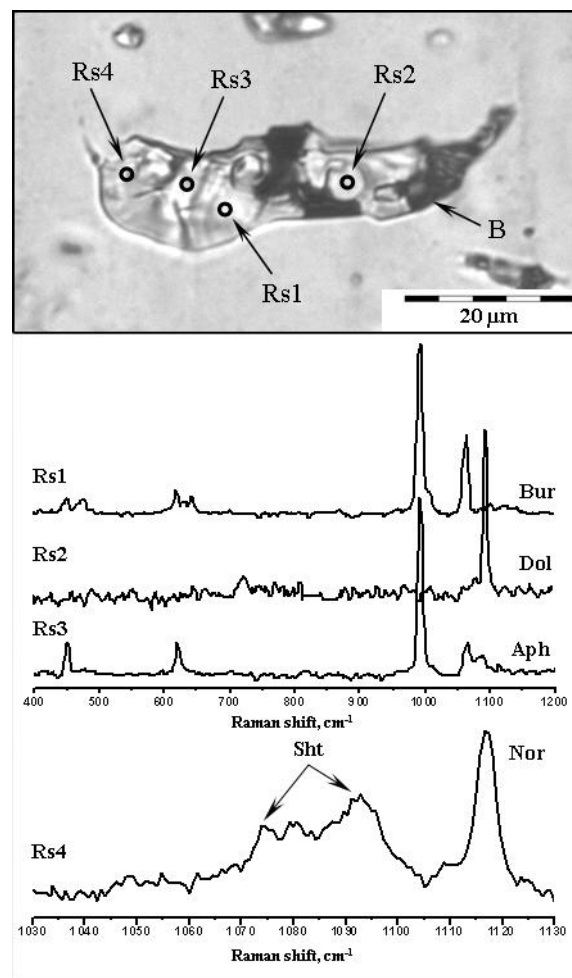 Rs4
Rs3
Rs2
Rs1
B
20 µm
Rs1
Bur
Rs2
Dol
Rs3
Aph
400 500 600 700 800 900 1000 1100 1200
Raman shift, cm-1
Sht
Nor
Rs4
1030 1040 1050 1060 1070 1080 1090 1100 1110 1120 1130
Raman shift, cm-1